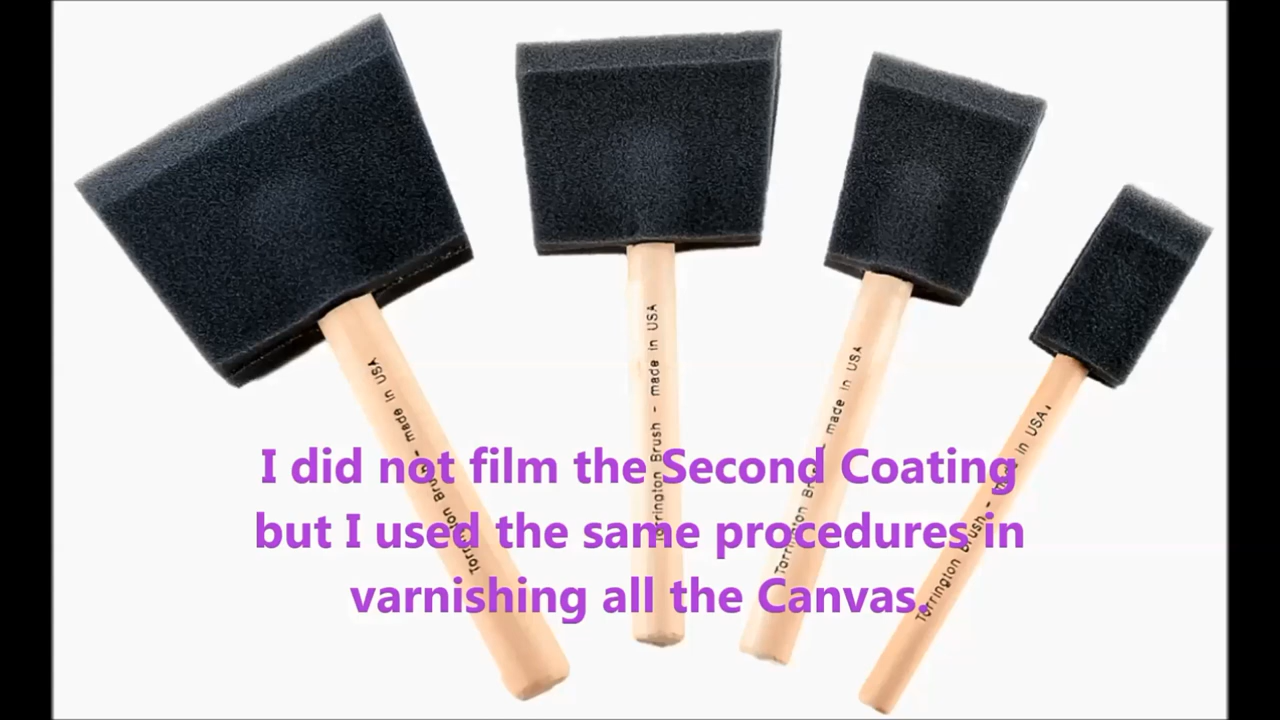 Torrington Brush - made in USA
Torrington Brush - made in USA
Torrington Brush - made in USA
Torrington Brush - made in USA
I did not film the Second Coating
but I used the same procedures in
varnishing all the Canvas.